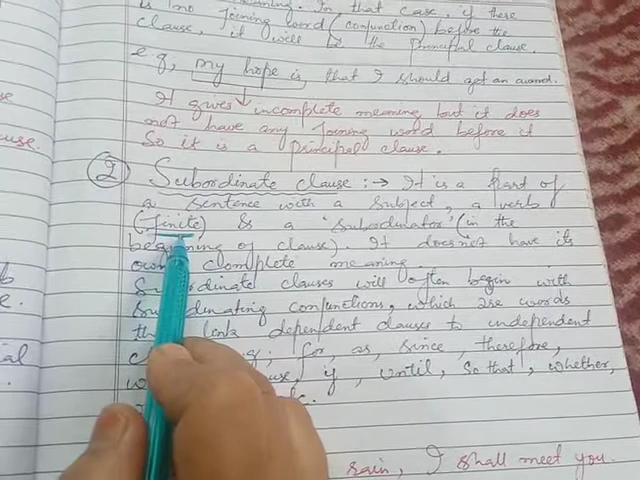 is no joining word (conjunction) before the
clause, it will be the principal clause.
e.g, my hope is that I should get an award.
It gives incomplete meaning but it does
not have any joining word before it
So it is a principal clause.
② Subordinate clause :→ It is a part of
a sentence with a subject, a verb
(finite) & a 'subordinator' (in the
beginning of clause). It does not have its
own complete meaning.
Subordinate clauses will often begin with
conjunctions, which are words
link dependent clauses to independent
for, as, since, therefore,
if, until, so that, whether,
rain, I shall meet you.